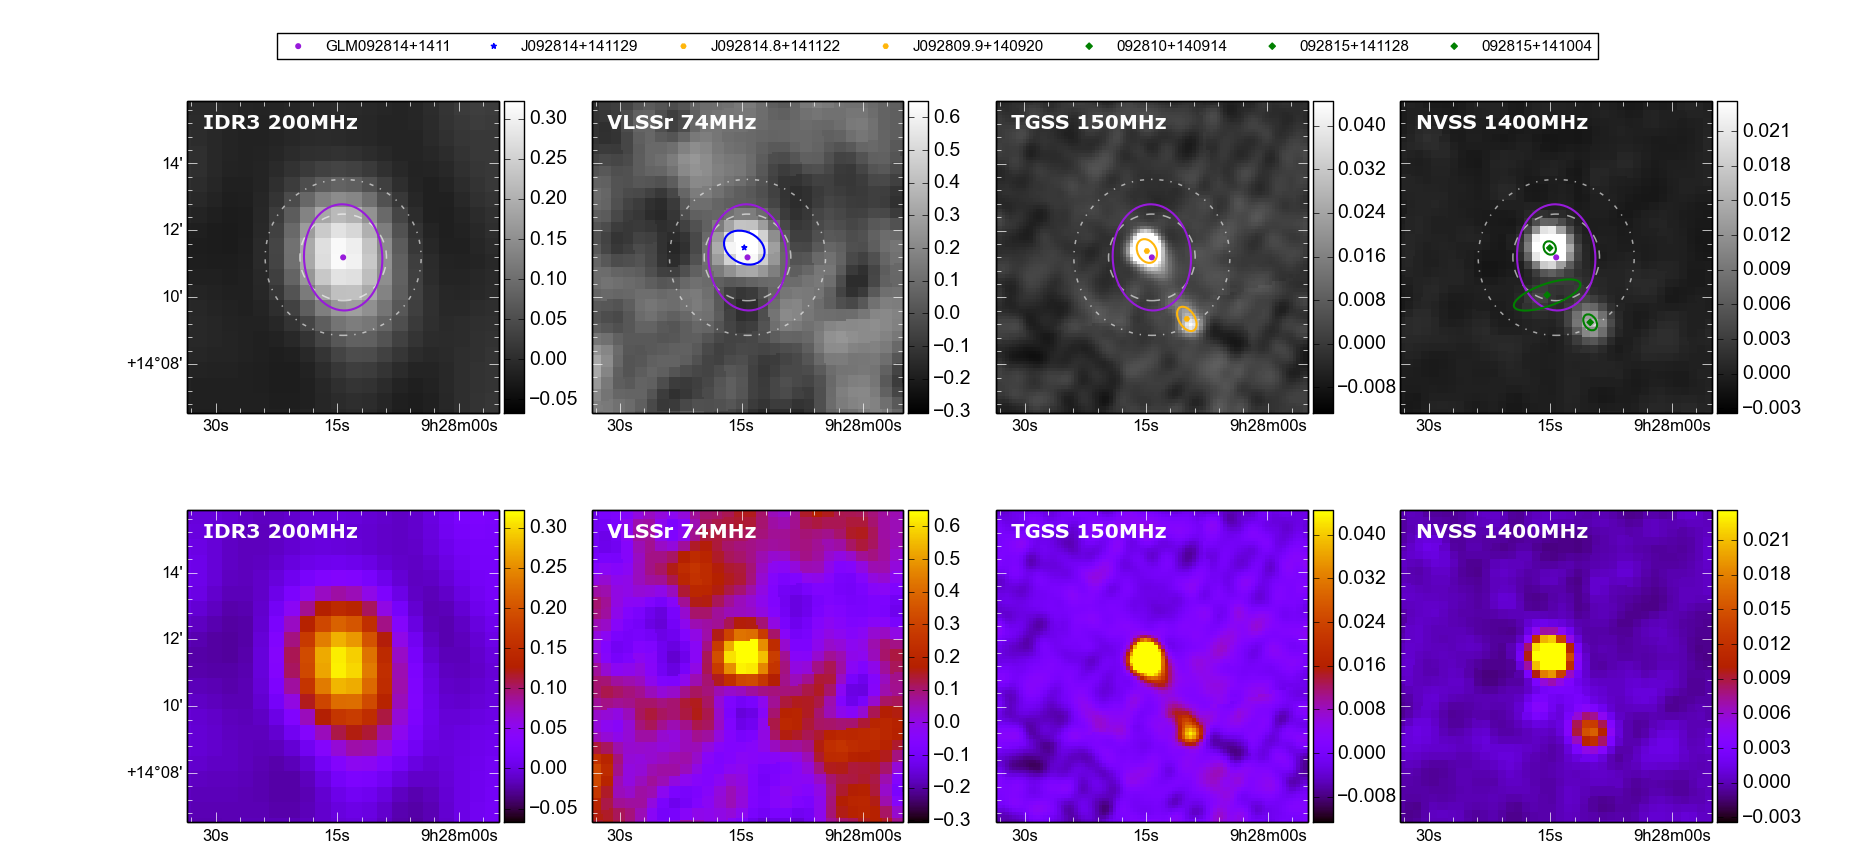 GLM092814+1411 J092814+141129 J092814.8+141122 J092809.9+140920 092810+140914 092815+141128 092815+141004
IDR3 200MHz VLSSr 74MHz TGSS 150MHz NVSS 1400MHz
14' 12' 10' +14°08'
0.30 0.25 0.20 0.15 0.10 0.05 0.00 −0.05
0.6 0.5 0.4 0.3 0.2 0.1 0.0 −0.1 −0.2 −0.3
0.040 0.032 0.024 0.016 0.008 0.000 −0.008
0.021 0.018 0.015 0.012 0.009 0.006 0.003 0.000 −0.003
30s 15s 9h28m00s 30s 15s 9h28m00s 30s 15s 9h28m00s 30s 15s 9h28m00s
IDR3 200MHz VLSSr 74MHz TGSS 150MHz NVSS 1400MHz
14' 12' 10' +14°08'
0.30 0.25 0.20 0.15 0.10 0.05 0.00 −0.05
0.6 0.5 0.4 0.3 0.2 0.1 0.0 −0.1 −0.2 −0.3
0.040 0.032 0.024 0.016 0.008 0.000 −0.008
0.021 0.018 0.015 0.012 0.009 0.006 0.003 0.000 −0.003
30s 15s 9h28m00s 30s 15s 9h28m00s 30s 15s 9h28m00s 30s 15s 9h28m00s